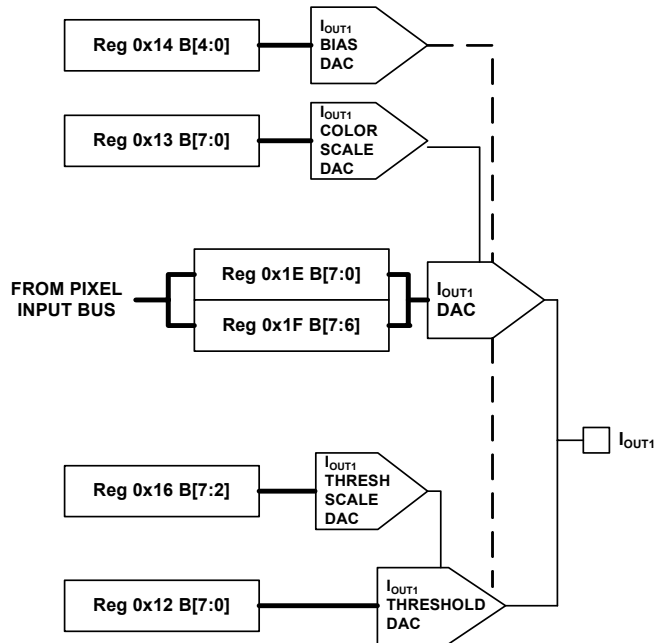 Reg 0x14 B[4:0]
IOUT1
BIAS
DAC
Reg 0x13 B[7:0]
IOUT1
COLOR
SCALE
DAC
FROM PIXEL
INPUT BUS
Reg 0x1E B[7:0]
Reg 0x1F B[7:6]
IOUT1
DAC
IOUT1
Reg 0x16 B[7:2]
IOUT1
THRESH
SCALE
DAC
Reg 0x12 B[7:0]
IOUT1
THRESHOLD
DAC